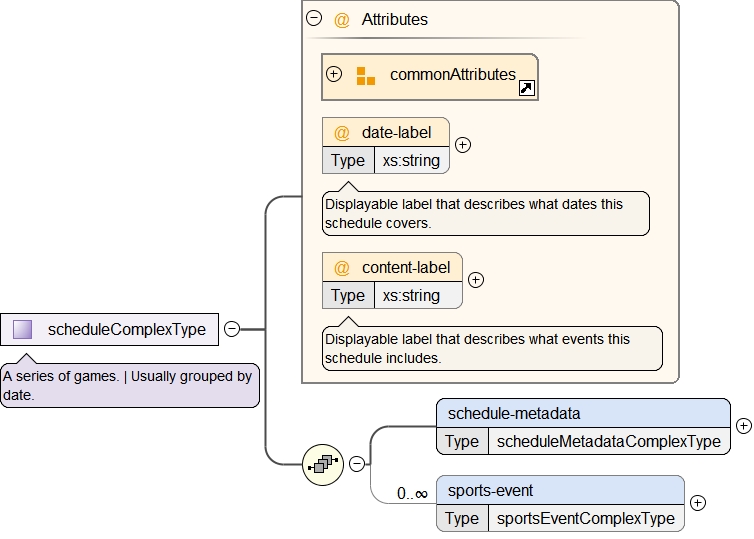 @ Attributes
commonAttributes
@ date-label
Type xs:string
Displayable label that describes what dates this
schedule covers.
@ content-label
Type xs:string
Displayable label that describes what events this
schedule includes.
scheduleComplexType
A series of games. | Usually grouped by
date.
schedule-metadata
Type scheduleMetadataComplexType
0..∞
sports-event
Type sportsEventComplexType